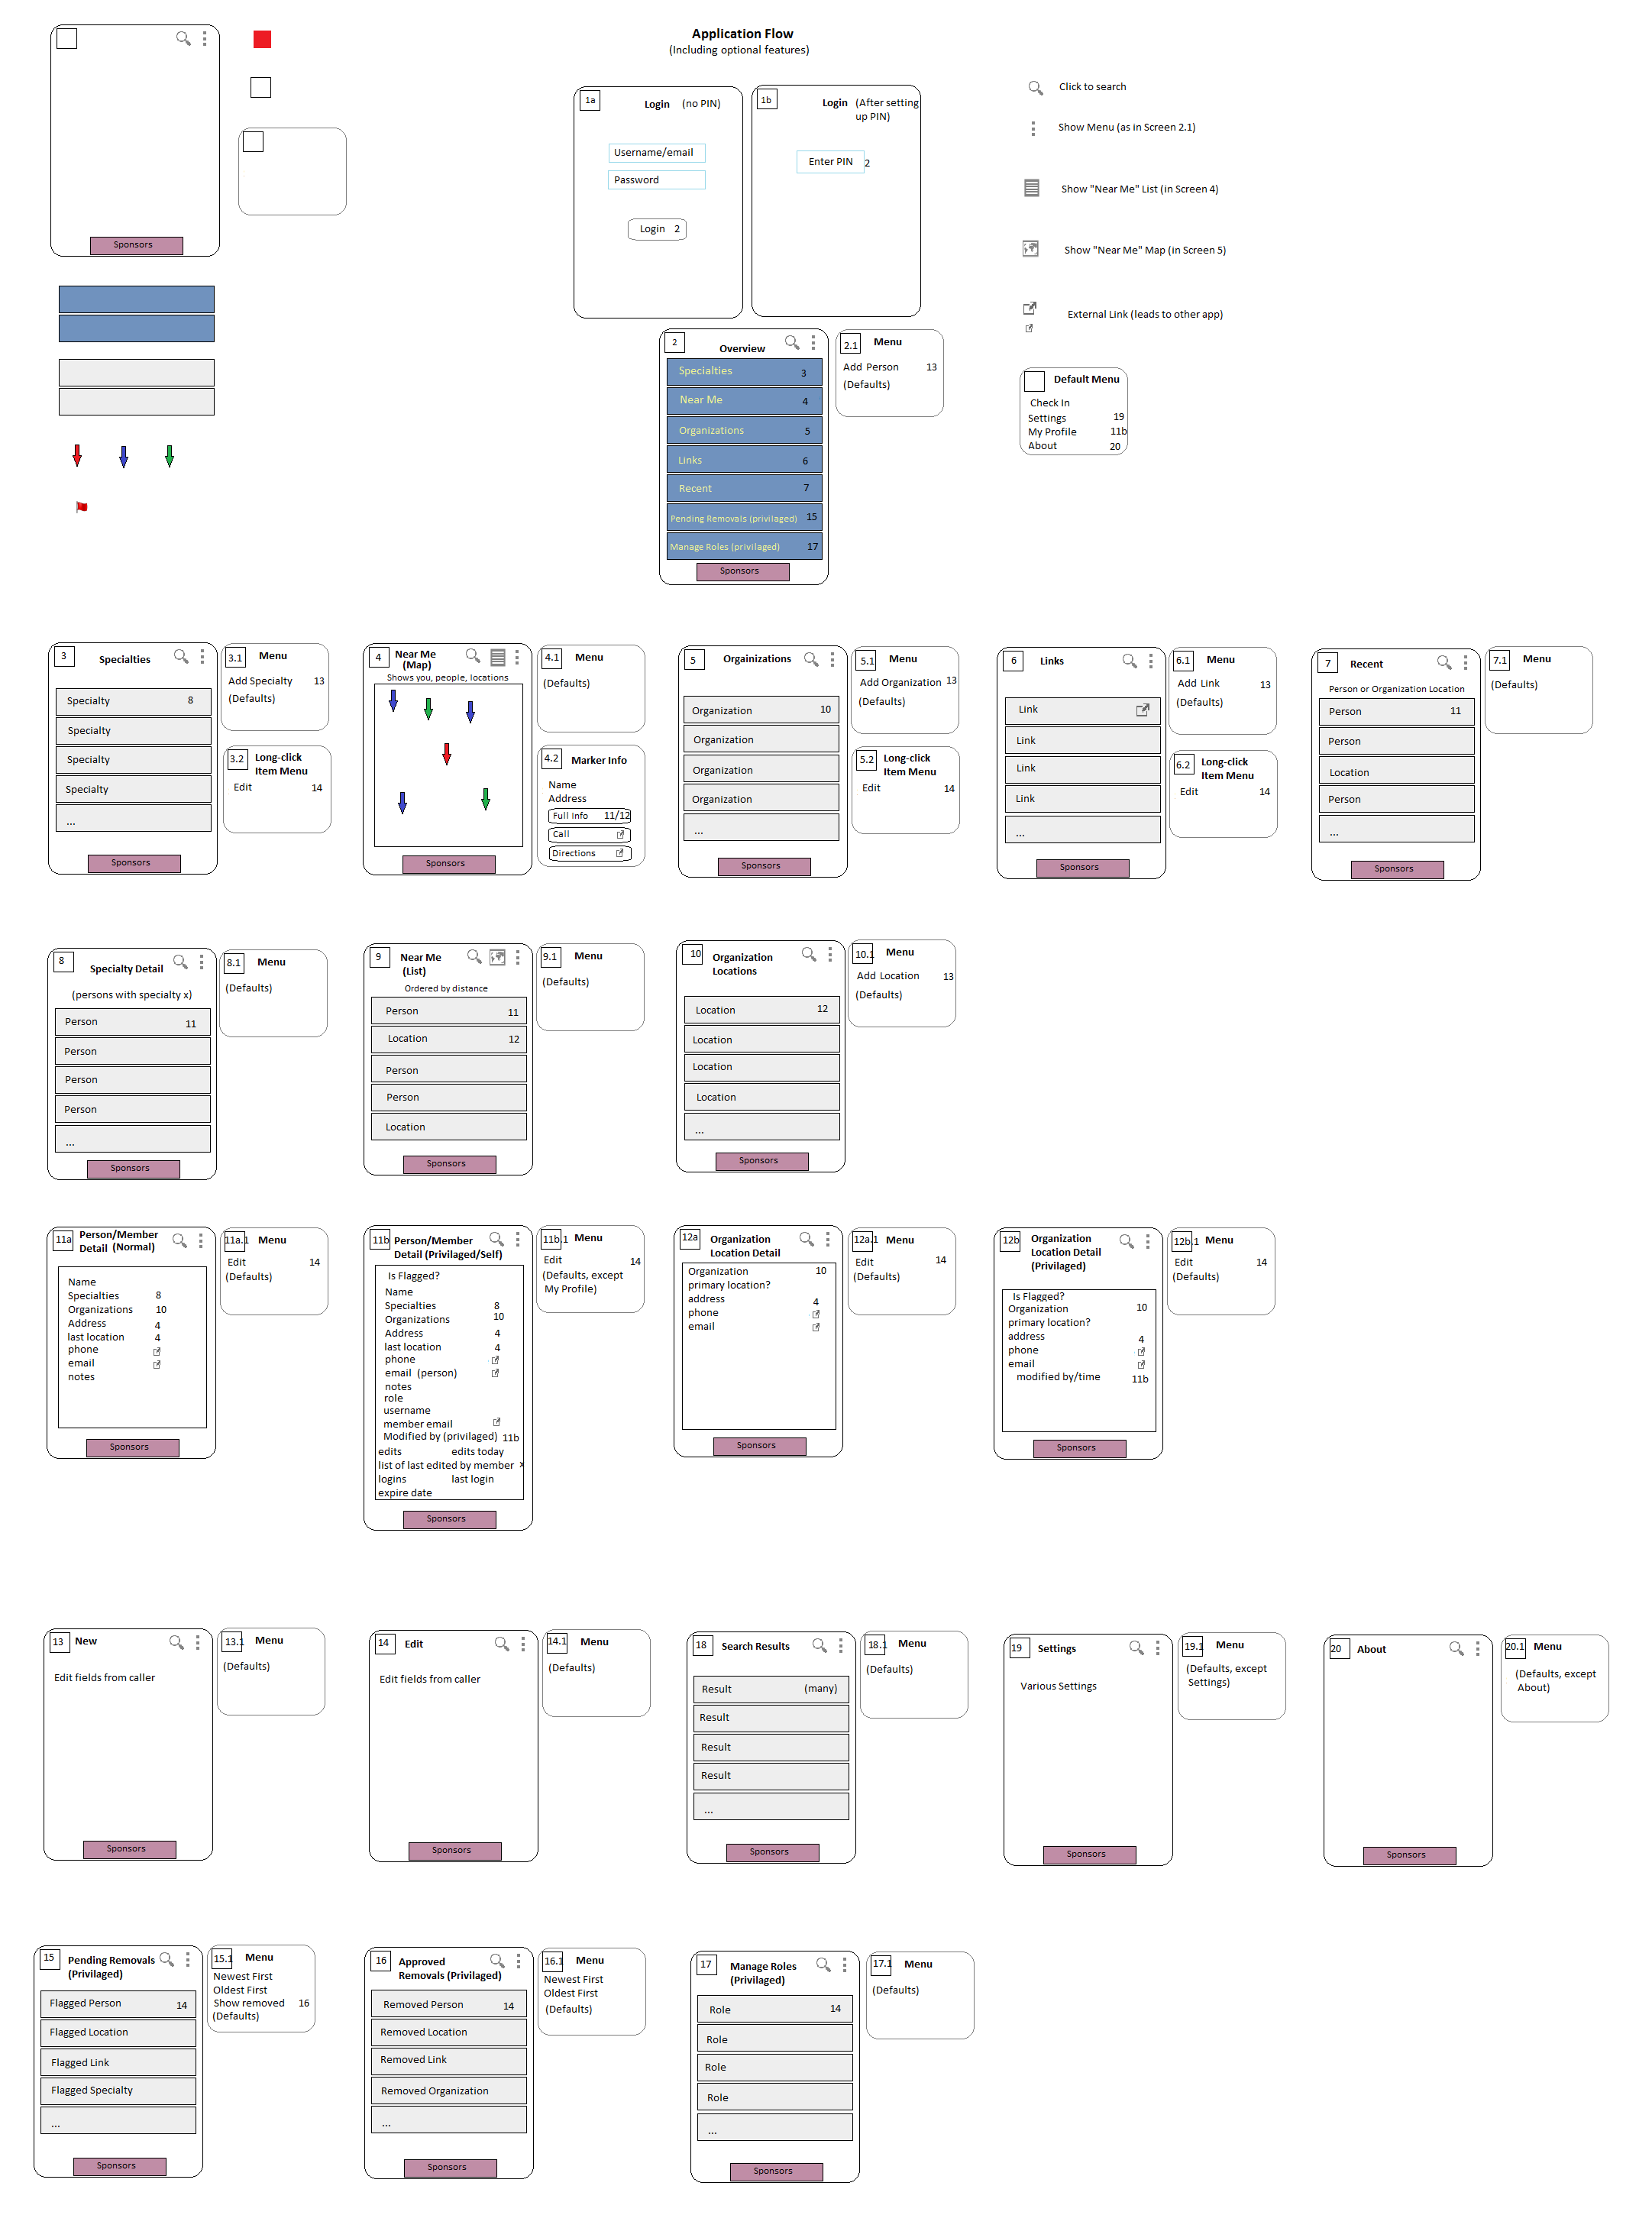 Application Flow
(Including optional features)
Sponsors
1a
Login (no PIN)
Username/email
Password
Login 2
1b
Login (After setting
up PIN)
Enter PIN 2
Click to search
Show Menu (as in Screen 2.1)
Show "Near Me" List (in Screen 4)
Show "Near Me" Map (in Screen 5)
External Link (leads to other app)
Default Menu
Check In
Settings 19
My Profile 11b
About 20
2
Overview
Specialties 3
Near Me 4
Organizations 5
Links 6
Recent 7
Pending Removals (privilaged) 15
Manage Roles (privilaged) 17
Sponsors
2.1 Menu
Add Person 13
(Defaults)
3 Specialties
Specialty 8
Specialty
Specialty
Specialty
...
Sponsors
3.1 Menu
Add Specialty 13
(Defaults)
3.2 Long-click
Item Menu
Edit 14
4 Near Me
(Map)
Shows you, people, locations
Sponsors
4.1 Menu
(Defaults)
4.2 Marker Info
Name
Address
Full Info 11/12
Call
Directions
5 Orgainizations
Organization 10
Organization
Organization
Organization
...
Sponsors
5.1 Menu
Add Organization 13
(Defaults)
5.2 Long-click
Item Menu
Edit 14
6 Links
Link
Link
Link
Link
...
Sponsors
6.1 Menu
Add Link 13
(Defaults)
6.2 Long-click
Item Menu
Edit 14
7 Recent
Person or Organization Location
Person 11
Person
Location
Person
...
Sponsors
7.1 Menu
(Defaults)
8 Specialty Detail
(persons with specialty x)
Person 11
Person
Person
Person
...
Sponsors
8.1 Menu
(Defaults)
9 Near Me
(List)
Ordered by distance
Person 11
Location 12
Person
Person
Location
Sponsors
9.1 Menu
(Defaults)
10 Organization
Locations
Location 12
Location
Location
Location
...
Sponsors
10.1 Menu
Add Location 13
(Defaults)
11a Person/Member
Detail (Normal)
Name
Specialties 8
Organizations 10
Address 4
last location 4
phone
email
notes
Sponsors
11a.1 Menu
Edit 14
(Defaults)
11b Person/Member
Detail (Privilaged/Self)
Is Flagged?
Name
Specialties 8
Organizations 10
Address 4
last location 4
phone
email (person)
notes
role
username
member email
Modified by (privilaged) 11b
edits edits today
list of last edited by member x
logins last login
expire date
Sponsors
11b.1 Menu
Edit 14
(Defaults, except
My Profile)
12a Organization
Location Detail
Organization 10
primary location?
address 4
phone
email
Sponsors
12a.1 Menu
Edit 14
(Defaults)
12b Organization
Location Detail
(Privilaged)
Is Flagged?
Organization 10
primary location?
address 4
phone
email
modified by/time 11b
Sponsors
12b.1 Menu
Edit 14
(Defaults)
13 New
Edit fields from caller
Sponsors
13.1 Menu
(Defaults)
14 Edit
Edit fields from caller
Sponsors
14.1 Menu
(Defaults)
18 Search Results
Result (many)
Result
Result
Result
...
Sponsors
18.1 Menu
(Defaults)
19 Settings
Various Settings
Sponsors
19.1 Menu
(Defaults, except
Settings)
20 About
Sponsors
20.1 Menu
(Defaults, except
About)
15 Pending Removals
(Privilaged)
Flagged Person 14
Flagged Location
Flagged Link
Flagged Specialty
...
Sponsors
15.1 Menu
Newest First
Oldest First
Show removed 16
(Defaults)
16 Approved
Removals (Privilaged)
Removed Person 14
Removed Location
Removed Link
Removed Organization
...
Sponsors
16.1 Menu
Newest First
Oldest First
(Defaults)
17 Manage Roles
(Privilaged)
Role 14
Role
Role
Role
...
Sponsors
17.1 Menu
(Defaults)